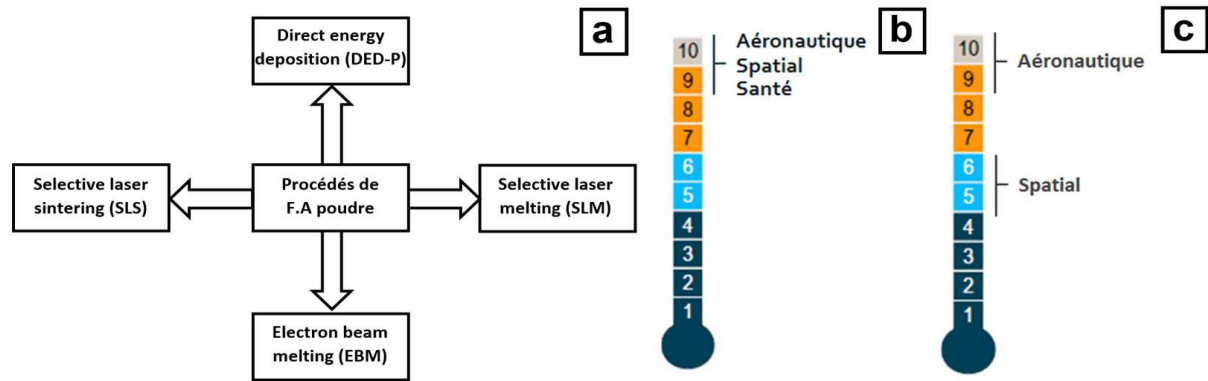 Direct energy
deposition (DED-P)
Selective laser
sintering (SLS)
Procédés de
F.A poudre
Selective laser
melting (SLM)
Electron beam
melting (EBM)
a
10
9
8
7
6
5
4
3
2
1
Aéronautique
Spatial
Santé
b
10
9
8
7
6
5
4
3
2
1
Aéronautique
Spatial
c